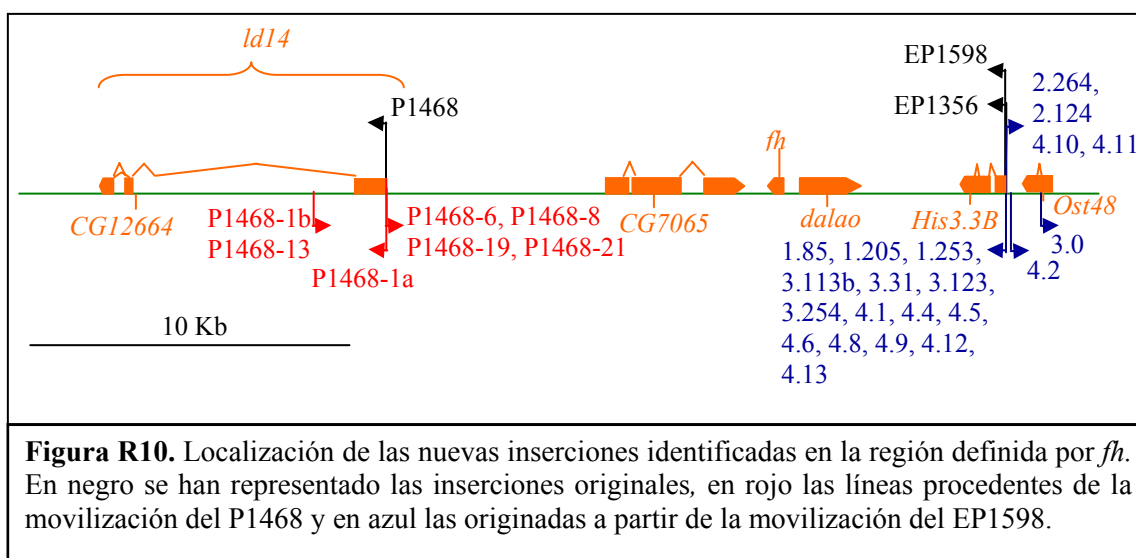 ld14
P1468
EP1598
EP1356
2.264,
2.124
4.10, 4.11
fh
CG12664
P1468-1b
P1468-13
P1468-6, P1468-8
P1468-19, P1468-21
P1468-1a
CG7065
dalao
His3.3B
Ost48
1.85, 1.205, 1.253,
3.113b, 3.31, 3.123,
3.254, 4.1, 4.4, 4.5,
4.6, 4.8, 4.9, 4.12,
4.13
4.2
3.0
10 Kb
Figura R10. Localización de las nuevas inserciones identificadas en la región definida por fh.
En negro se han representado las inserciones originales, en rojo las líneas procedentes de la
movilización del P1468 y en azul las originadas a partir de la movilización del EP1598.